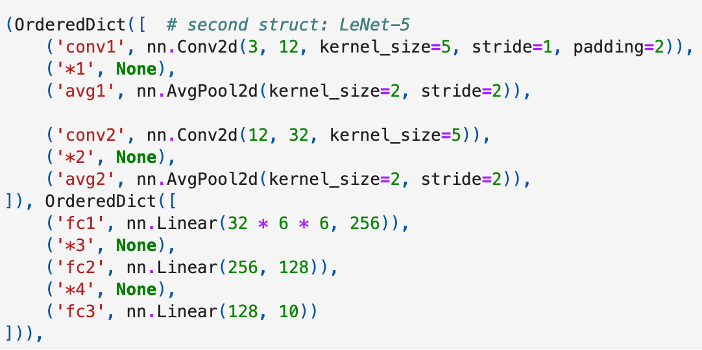 (OrderedDict([  # second struct: LeNet-5
    ('conv1', nn.Conv2d(3, 12, kernel_size=5, stride=1, padding=2)),
    ('*1', None),
    ('avg1', nn.AvgPool2d(kernel_size=2, stride=2)),

    ('conv2', nn.Conv2d(12, 32, kernel_size=5)),
    ('*2', None),
    ('avg2', nn.AvgPool2d(kernel_size=2, stride=2)),
]), OrderedDict([
    ('fc1', nn.Linear(32 * 6 * 6, 256)),
    ('*3', None),
    ('fc2', nn.Linear(256, 128)),
    ('*4', None),
    ('fc3', nn.Linear(128, 10))
])),